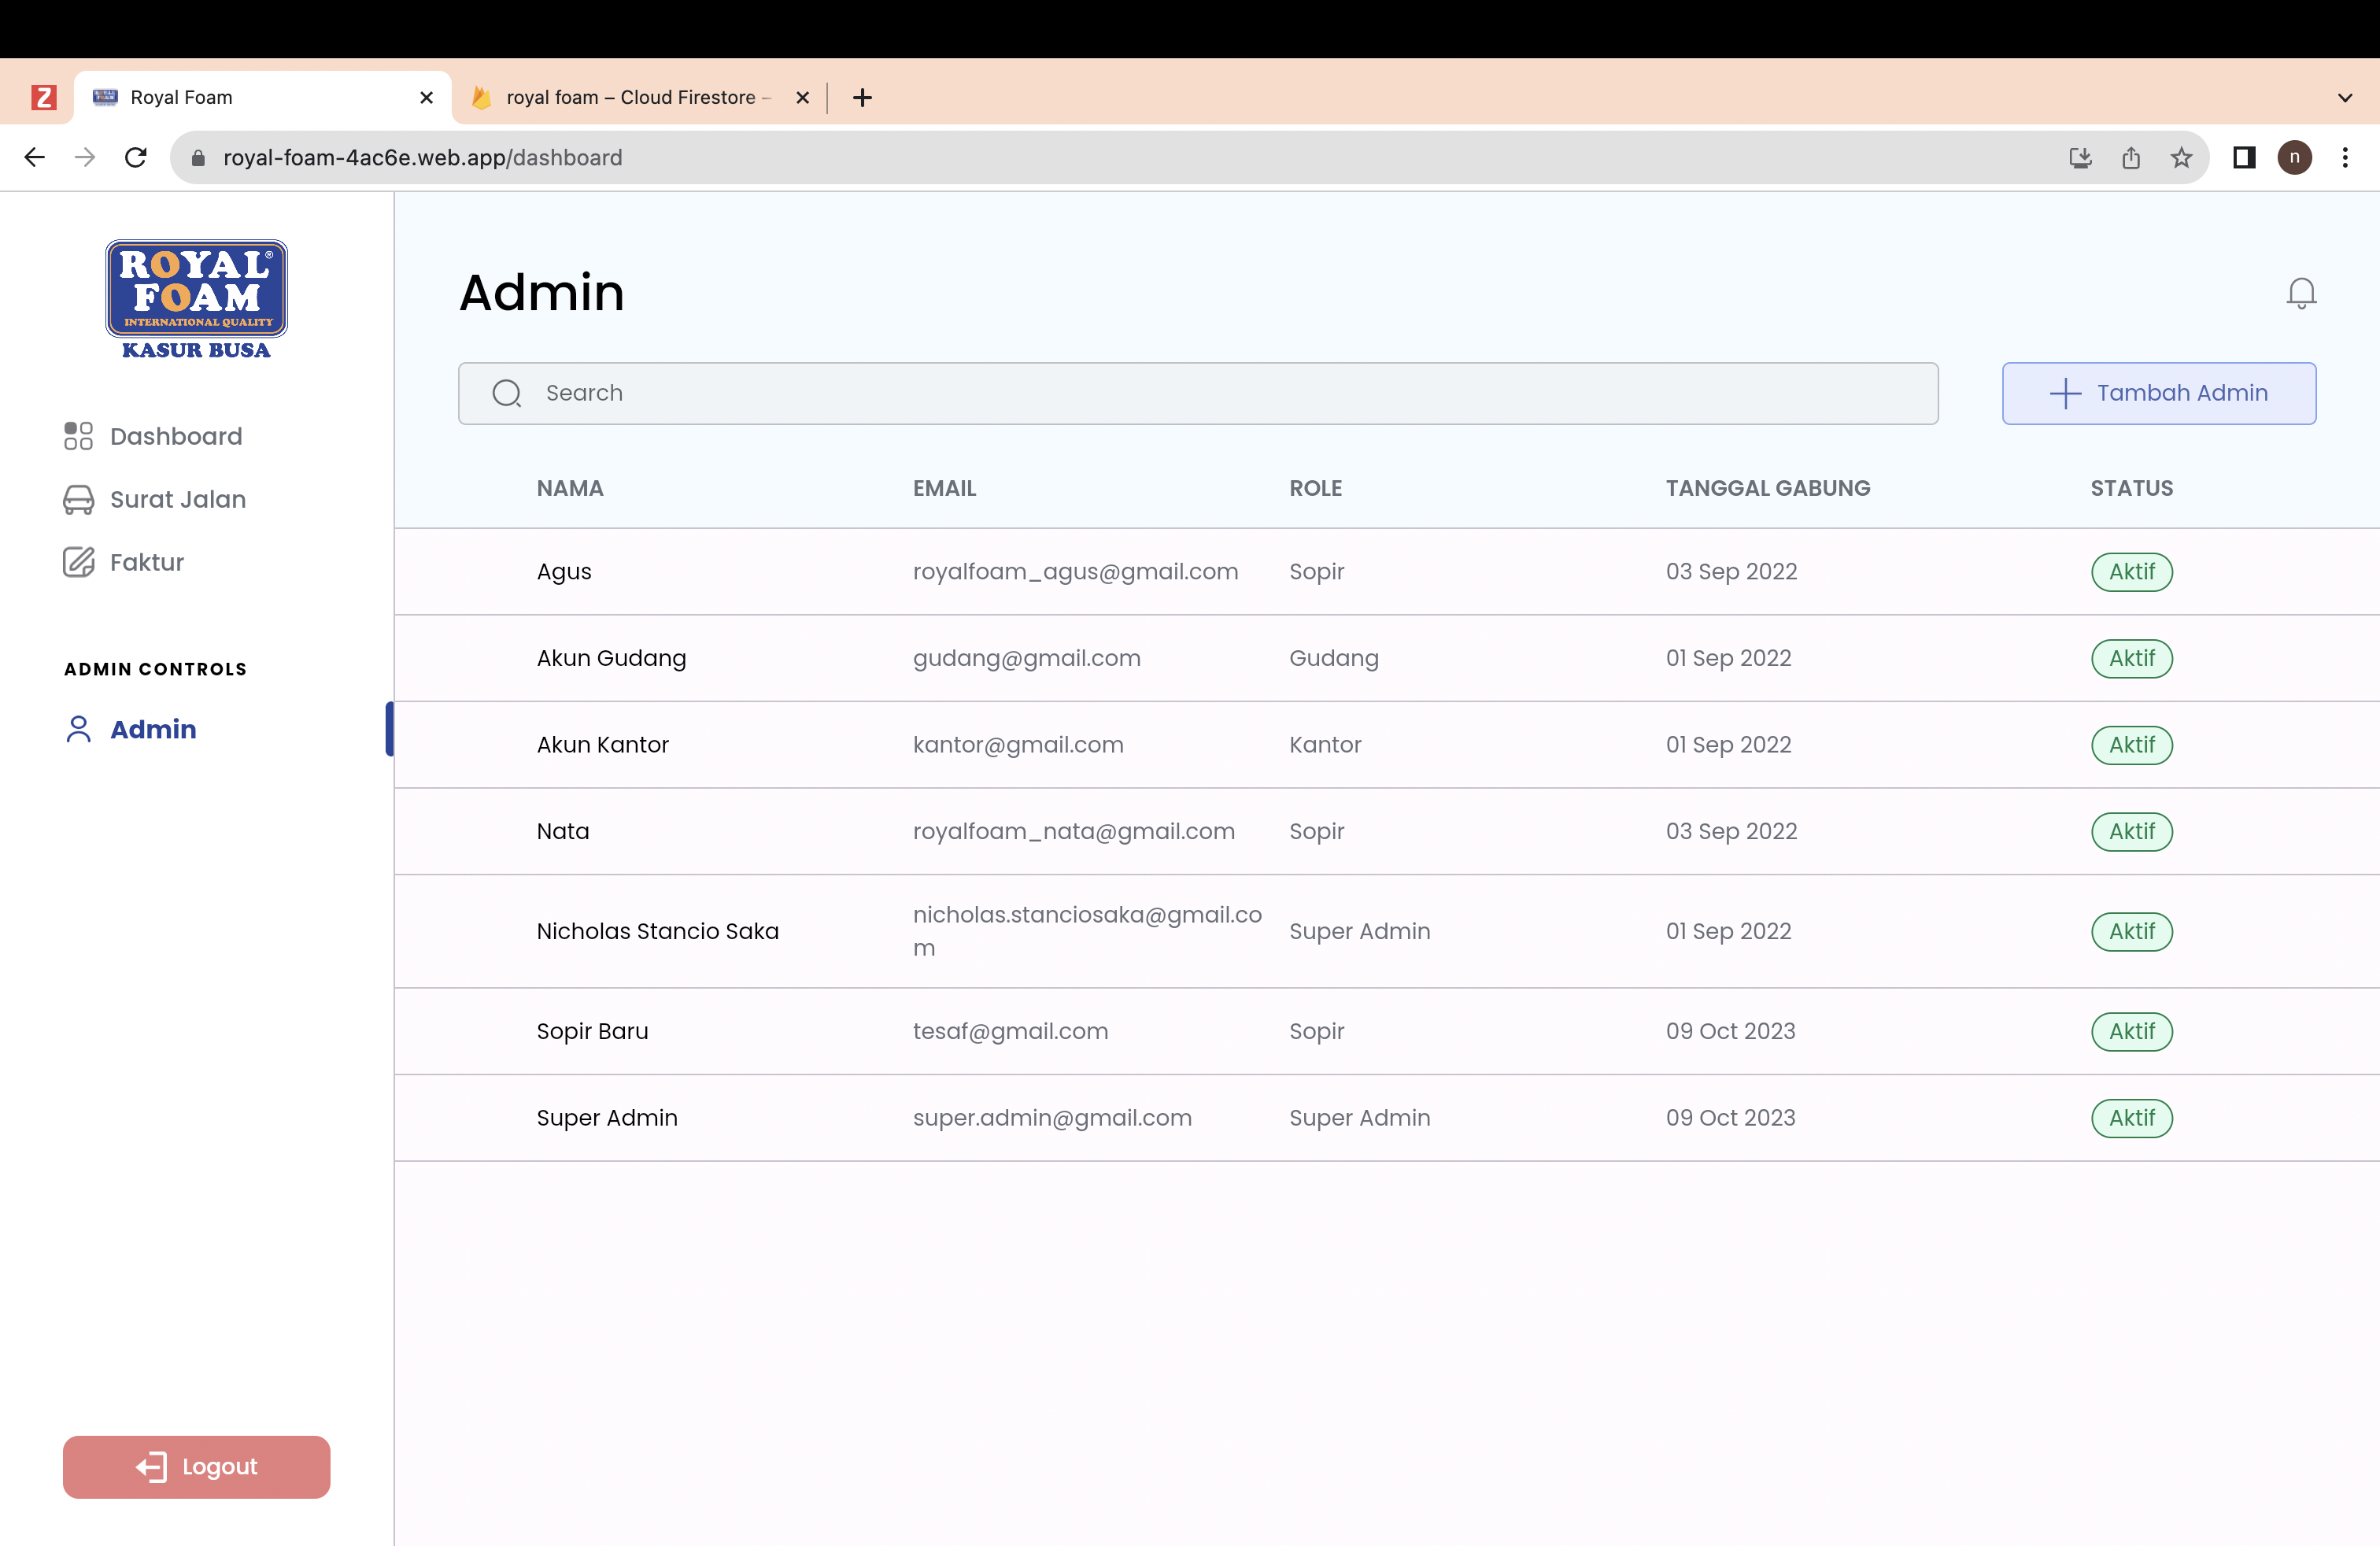 Z
Royal Foam
royal foam – Cloud Firestore –
royal-foam-4ac6e.web.app/dashboard
n
ROYAL®
FOAM
INTERNATIONAL QUALITY
KASUR BUSA
Dashboard
Surat Jalan
Faktur
ADMIN CONTROLS
Admin
Logout
Admin
Search
Tambah Admin
NAMA EMAIL ROLE TANGGAL GABUNG STATUS
Agus royalfoam_agus@gmail.com Sopir 03 Sep 2022 Aktif
Akun Gudang gudang@gmail.com Gudang 01 Sep 2022 Aktif
Akun Kantor kantor@gmail.com Kantor 01 Sep 2022 Aktif
Nata royalfoam_nata@gmail.com Sopir 03 Sep 2022 Aktif
Nicholas Stancio Saka nicholas.stanciosaka@gmail.co
m Super Admin 01 Sep 2022 Aktif
Sopir Baru tesaf@gmail.com Sopir 09 Oct 2023 Aktif
Super Admin super.admin@gmail.com Super Admin 09 Oct 2023 Aktif